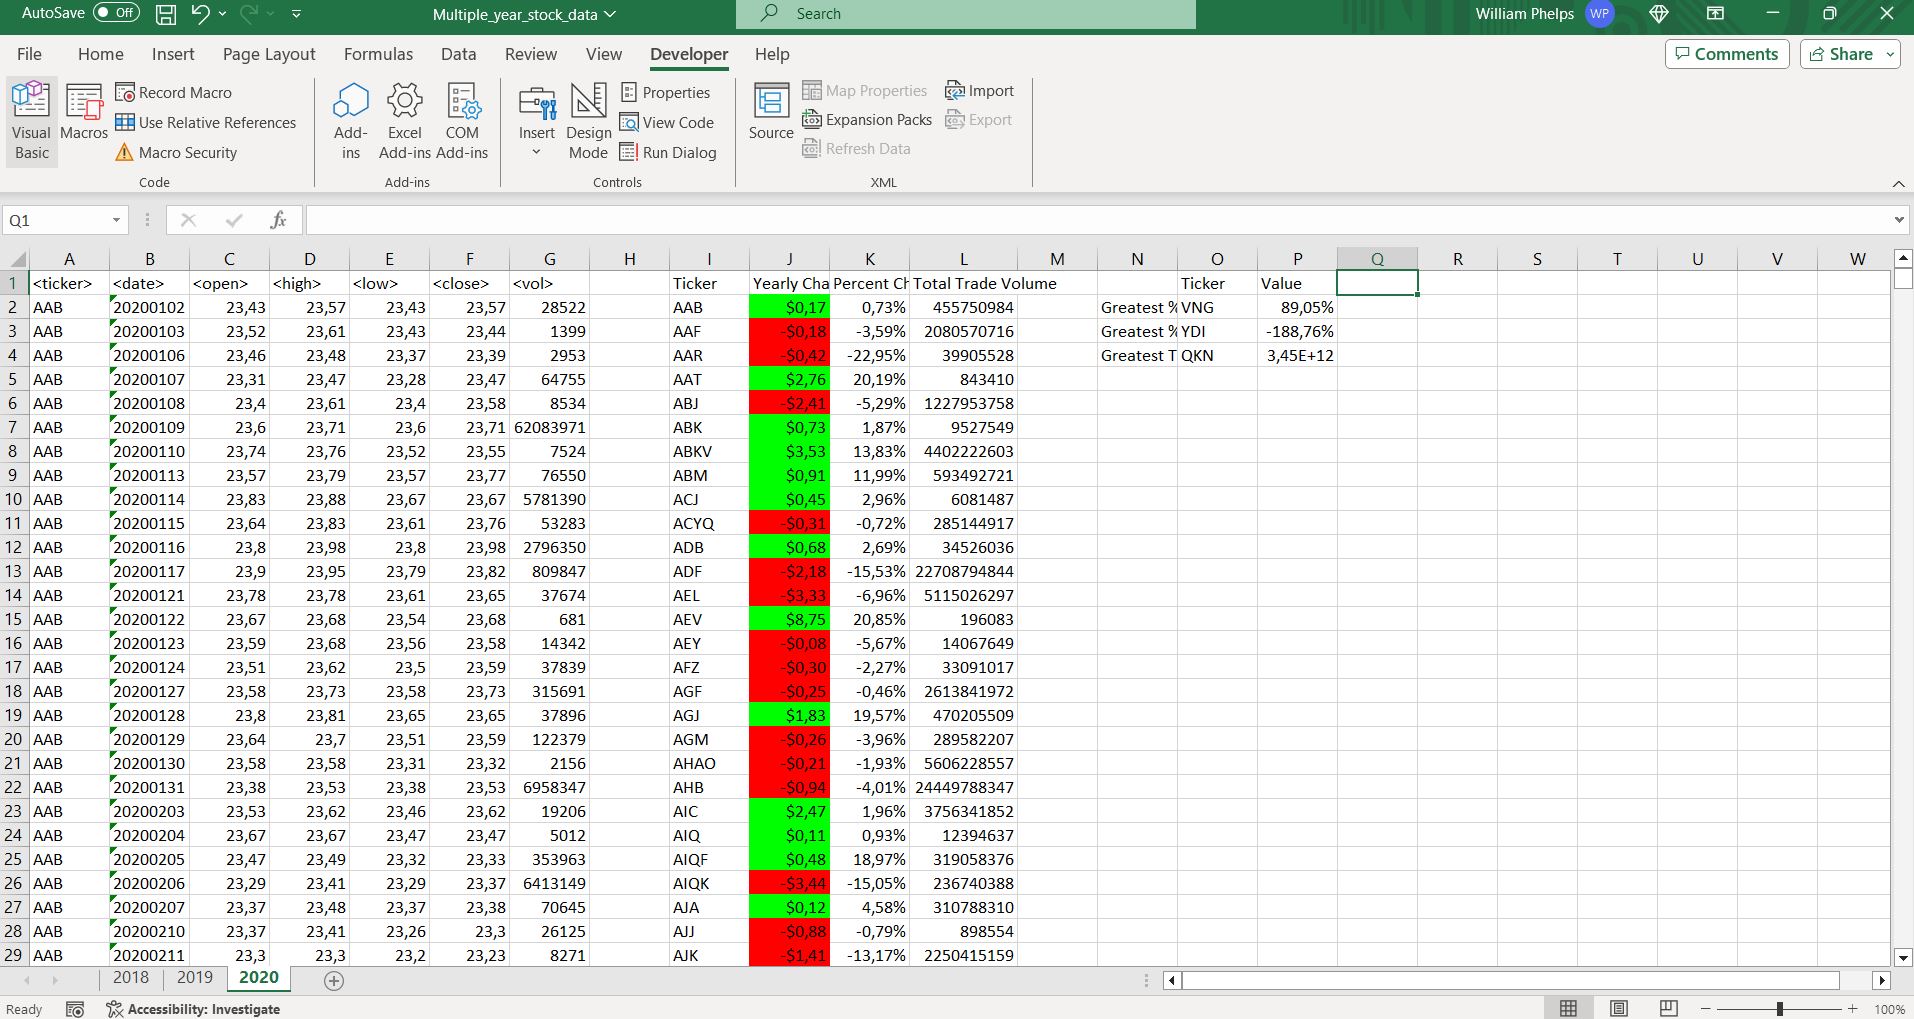 AutoSave Off Multiple_year_stock_data Search William Phelps WP
File Home Insert Page Layout Formulas Data Review View Developer Help Comments Share
Visual Basic
Macros
Record Macro
Use Relative References
Macro Security
Code
Add-ins
Excel Add-ins
COM Add-ins
Add-ins
Insert
Design Mode
Properties
View Code
Run Dialog
Controls
Source
Map Properties
Expansion Packs
Refresh Data
Import
Export
XML
Q1 fx
A B C D E F G H I J K L M N O P Q R S T U V W
1 <ticker> <date> <open> <high> <low> <close> <vol> Ticker Yearly Cha Percent Ch Total Trade Volume Ticker Value
2 AAB 20200102 23,43 23,57 23,43 23,57 28522 AAB $0,17 0,73% 455750984 Greatest % VNG 89,05%
3 AAB 20200103 23,52 23,61 23,43 23,44 1399 AAF -$0,18 -3,59% 2080570716 Greatest % YDI -188,76%
4 AAB 20200106 23,46 23,48 23,37 23,39 2953 AAR -$0,42 -22,95% 39905528 Greatest T QKN 3,45E+12
5 AAB 20200107 23,31 23,47 23,28 23,47 64755 AAT $2,76 20,19% 843410
6 AAB 20200108 23,4 23,61 23,4 23,58 8534 ABJ -$2,41 -5,29% 1227953758
7 AAB 20200109 23,6 23,71 23,6 23,71 62083971 ABK $0,73 1,87% 9527549
8 AAB 20200110 23,74 23,76 23,52 23,55 7524 ABKV $3,53 13,83% 4402222603
9 AAB 20200113 23,57 23,79 23,57 23,77 76550 ABM $0,91 11,99% 593492721
10 AAB 20200114 23,83 23,88 23,67 23,67 5781390 ACJ $0,45 2,96% 6081487
11 AAB 20200115 23,64 23,83 23,61 23,76 53283 ACYQ -$0,31 -0,72% 285144917
12 AAB 20200116 23,8 23,98 23,8 23,98 2796350 ADB $0,68 2,69% 34526036
13 AAB 20200117 23,9 23,95 23,79 23,82 809847 ADF -$2,18 -15,53% 22708794844
14 AAB 20200121 23,78 23,78 23,61 23,65 37674 AEL -$3,33 -6,96% 5115026297
15 AAB 20200122 23,67 23,68 23,54 23,68 681 AEV $8,75 20,85% 196083
16 AAB 20200123 23,59 23,68 23,56 23,58 14342 AEY -$0,08 -5,67% 14067649
17 AAB 20200124 23,51 23,62 23,5 23,59 37839 AFZ -$0,30 -2,27% 33091017
18 AAB 20200127 23,58 23,73 23,58 23,73 315691 AGF -$0,25 -0,46% 2613841972
19 AAB 20200128 23,8 23,81 23,65 23,65 37896 AGJ $1,83 19,57% 470205509
20 AAB 20200129 23,64 23,7 23,51 23,59 122379 AGM -$0,26 -3,96% 289582207
21 AAB 20200130 23,58 23,58 23,31 23,32 2156 AHAO -$0,21 -1,93% 5606228557
22 AAB 20200131 23,38 23,53 23,38 23,53 6958347 AHB -$0,94 -4,01% 24449788347
23 AAB 20200203 23,53 23,62 23,46 23,62 19206 AIC $2,47 1,96% 3756341852
24 AAB 20200204 23,67 23,67 23,47 23,47 5012 AIQ $0,11 0,93% 12394637
25 AAB 20200205 23,47 23,49 23,32 23,33 353963 AIQF $0,48 18,97% 319058376
26 AAB 20200206 23,29 23,41 23,29 23,37 6413149 AIQK -$3,44 -15,05% 236740388
27 AAB 20200207 23,37 23,48 23,37 23,38 70645 AJA $0,12 4,58% 310788310
28 AAB 20200210 23,37 23,41 23,26 23,3 26125 AJJ -$0,88 -0,79% 898554
29 AAB 20200211 23,3 23,3 23,2 23,23 8271 AJK -$1,41 -13,17% 2250415159
2018 2019 2020
Ready Accessibility: Investigate 100%